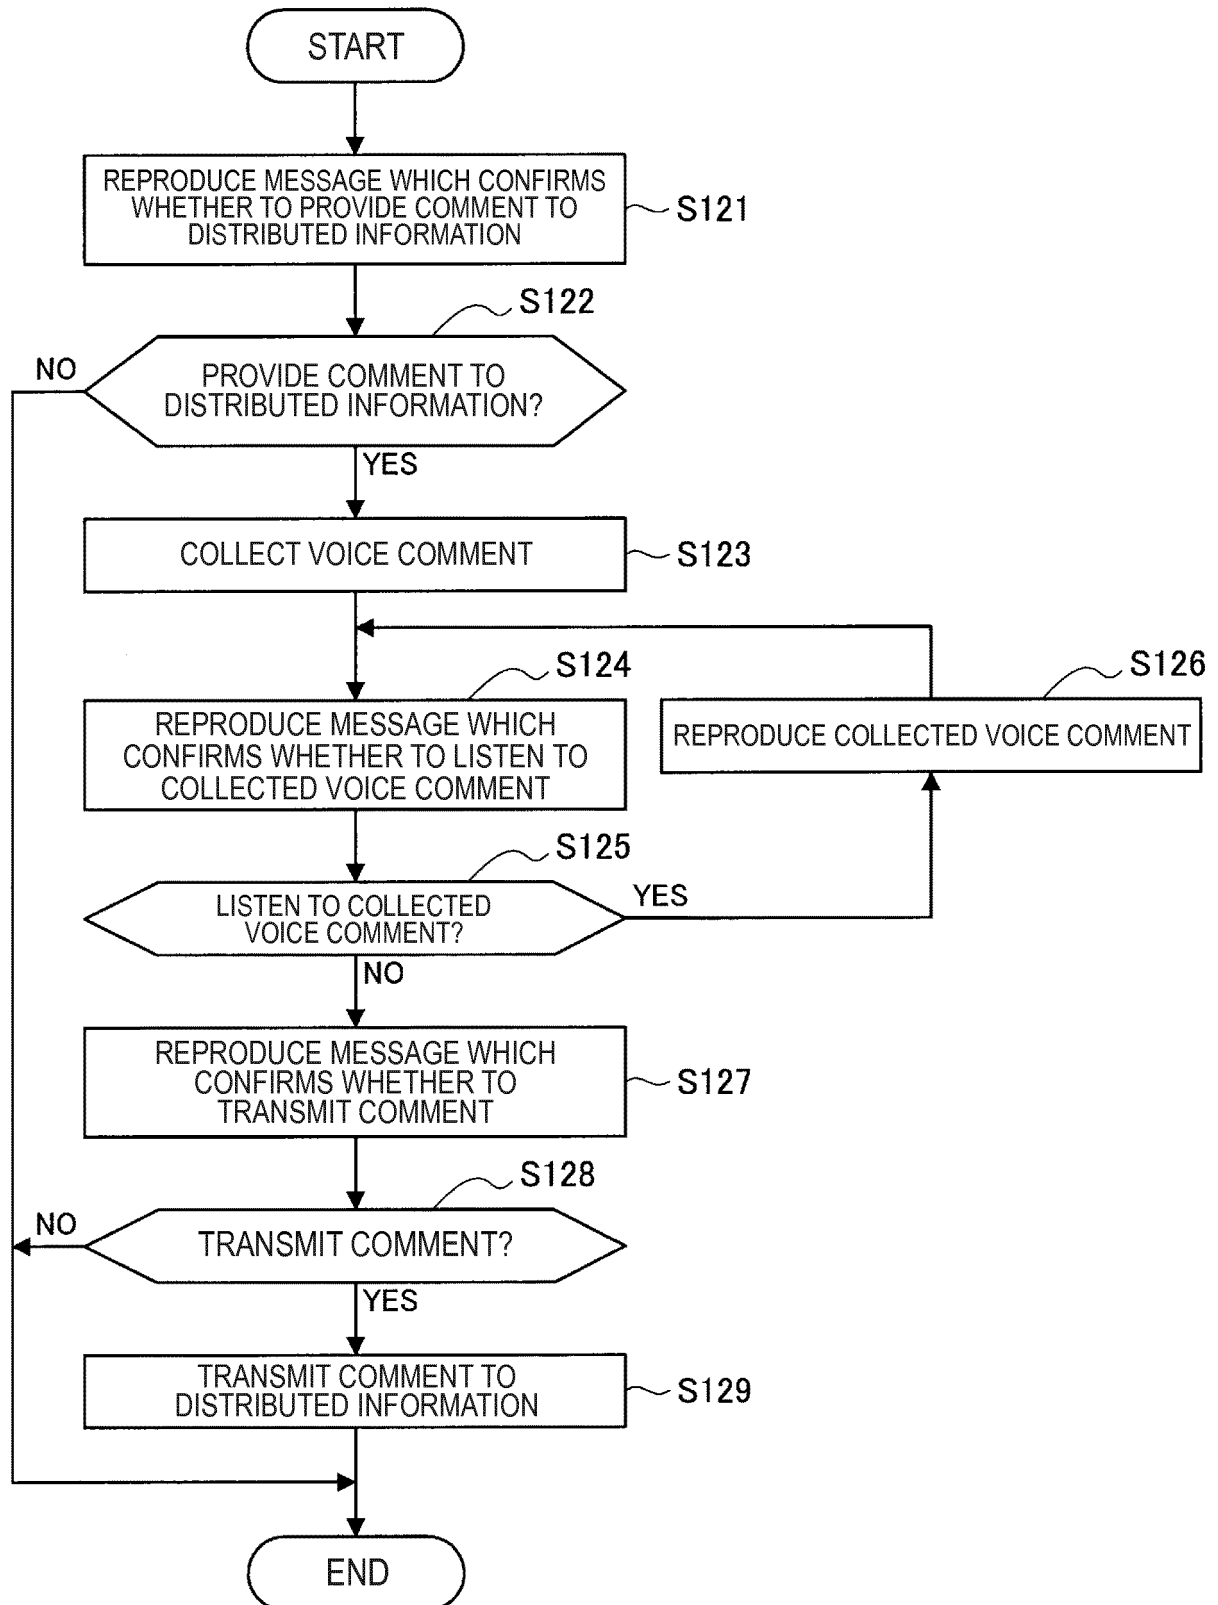 START
REPRODUCE MESSAGE WHICH CONFIRMS
WHETHER TO PROVIDE COMMENT TO
DISTRIBUTED INFORMATION
S121
S122
NO
PROVIDE COMMENT TO
DISTRIBUTED INFORMATION?
YES
COLLECT VOICE COMMENT
S123
S124
REPRODUCE MESSAGE WHICH
CONFIRMS WHETHER TO LISTEN TO
COLLECTED VOICE COMMENT
S126
REPRODUCE COLLECTED VOICE COMMENT
S125
LISTEN TO COLLECTED
VOICE COMMENT?
YES
NO
REPRODUCE MESSAGE WHICH
CONFIRMS WHETHER TO
TRANSMIT COMMENT
S127
S128
NO
TRANSMIT COMMENT?
YES
TRANSMIT COMMENT TO
DISTRIBUTED INFORMATION
S129
END